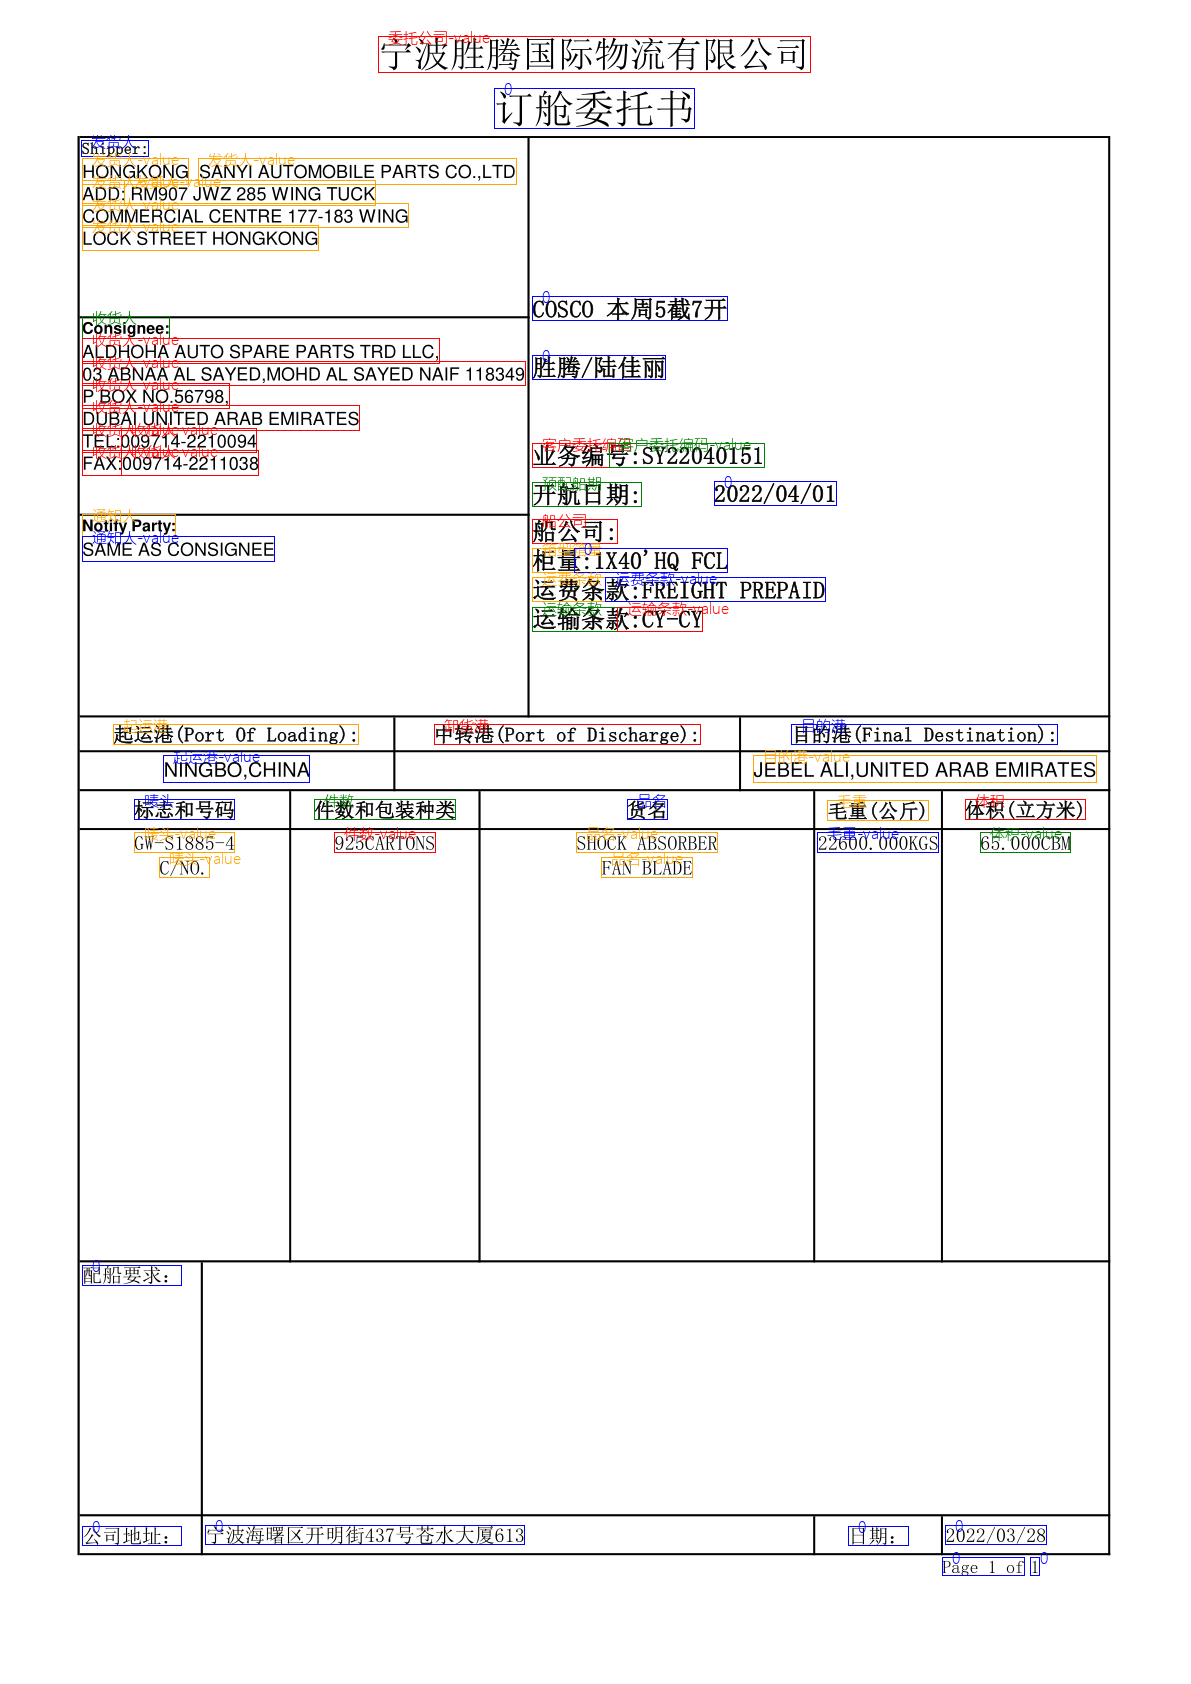 宁波胜腾国际物流有限公司
订舱委托书
Shipper:
HONGKONG SANYI AUTOMOBILE PARTS CO.,LTD
ADD: RM907 JWZ 285 WING TUCK
COMMERCIAL CENTRE 177-183 WING
LOCK STREET HONGKONG
COSCO 本周5截7开
胜腾/陆佳丽
业务编号:SY22040151
开航日期: 2022/04/01
船公司:
柜量:1X40'HQ FCL
运费条款:FREIGHT PREPAID
运输条款:CY-CY
Consignee:
ALDHOHA AUTO SPARE PARTS TRD LLC,
03 ABNAA AL SAYED,MOHD AL SAYED NAIF 118349
P BOX NO.56798,
DUBAI UNITED ARAB EMIRATES
TEL:009714-2210094
FAX:009714-2211038
Notify Party:
SAME AS CONSIGNEE
起运港(Port Of Loading): 中转港(Port of Discharge): 目的港(Final Destination):
NINGBO,CHINA JEBEL ALI,UNITED ARAB EMIRATES
标志和号码 件数和包装种类 货名 毛重(公斤) 体积(立方米)
GW-S1885-4 925CARTONS SHOCK ABSORBER 22600.000KGS 65.000CBM
C/NO. FAN BLADE
配船要求:
公司地址: 宁波海曙区开明街437号苍水大厦613 日期: 2022/03/28
Page 1 of 1